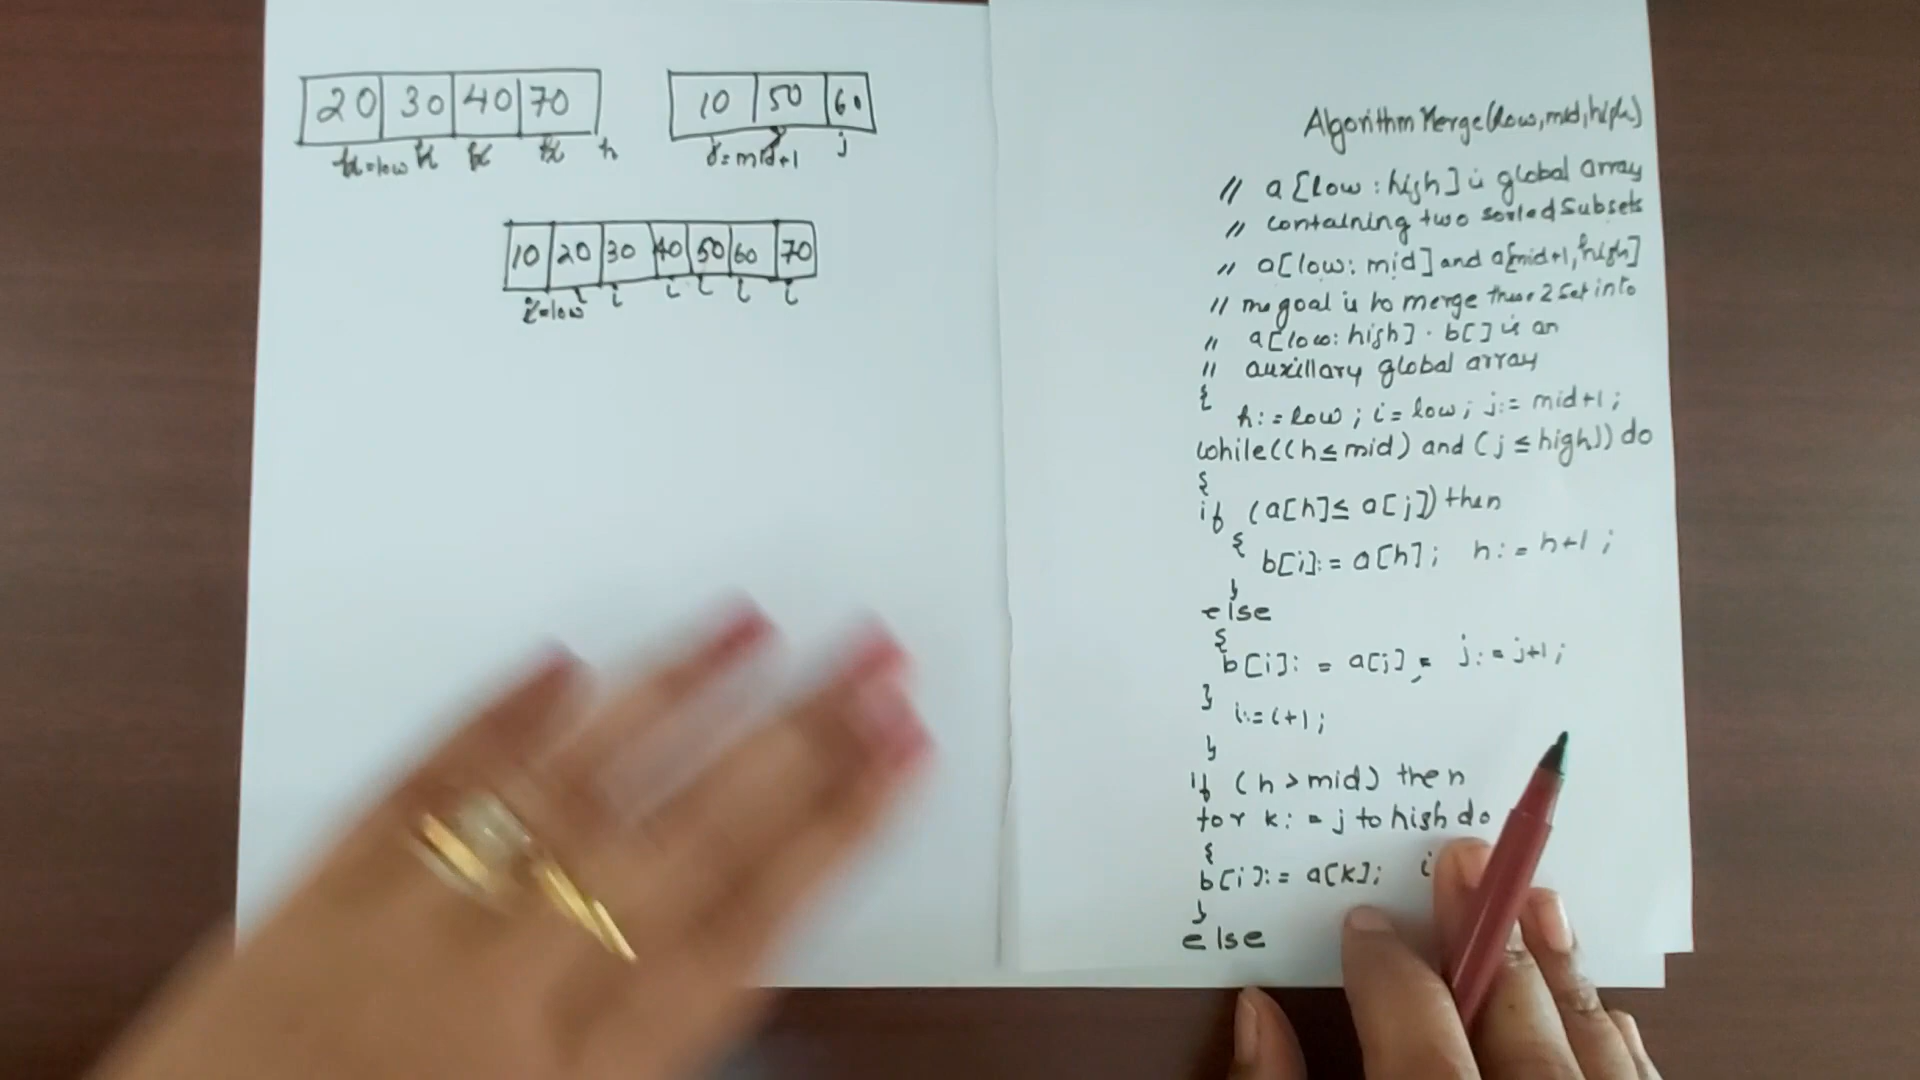 20 30 40 70
10 50 60
=low h
=mid+1 j
10 20 30 40 50 60 70
i=low i i i i i i
Algorithm Merge(low, mid, high)
// a[low : high] is global array
// containing two sorted subsets
// a[low: mid] and a[mid+1, high]
// the goal is to merge these 2 set into
// a[low: high] . b[] is an
// auxillary global array
{
h:= low ; i= low ; j:= mid+1 ;
while((h≤ mid) and (j ≤ high)) do
{
if (a[h]≤ a[j]) then
{ b[i]:= a[h]; h:= h+1 ;
}
else
{
b[i]:= a[j]; j:= j+1 ;
}
i:= i+1 ;
}
if (h > mid) then
for k:= j to high do
{
b[i]:= a[k]; i
}
else